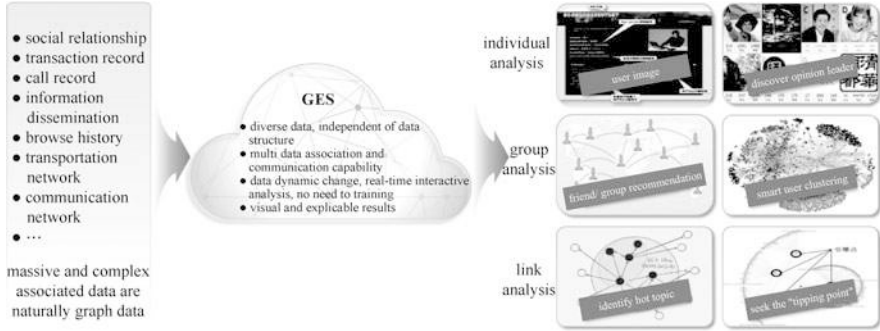 ● social relationship
● transaction record
● call record
● information
dissemination
● browse history
● transportation
network
● communication
network
● …
massive and complex
associated data are
naturally graph data
GES
● diverse data, independent of data
structure
● multi data association and
communication capability
● data dynamic change, real-time interactive
analysis, no need to training
● visual and explicable results
individual
analysis
user image
C
D
discover opinion leader
group
analysis
friend/ group recommendation
smart user clustering
link
analysis
identify hot topic
seek the "tipping point"